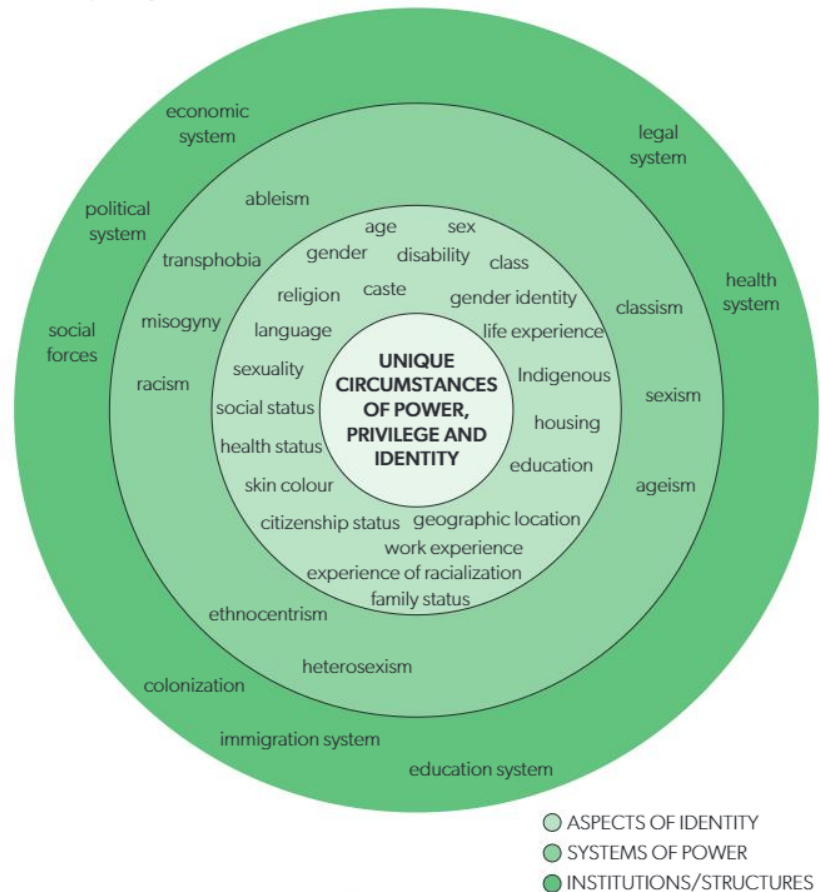 economic
system
legal
system
ableism
political
system
age
sex
gender
disability
class
transphobia
religion
caste
gender identity
health
system
classism
misogyny
social
forces
language
life experience
UNIQUE
CIRCUMSTANCES
OF POWER,
PRIVILEGE AND
IDENTITY
sexuality
Indigenous
racism
sexism
social status
housing
health status
education
skin colour
ageism
citizenship status
geographic location
work experience
experience of racialization
family status
ethnocentrism
heterosexism
colonization
immigration system
education system
ASPECTS OF IDENTITY
SYSTEMS OF POWER
INSTITUTIONS/STRUCTURES